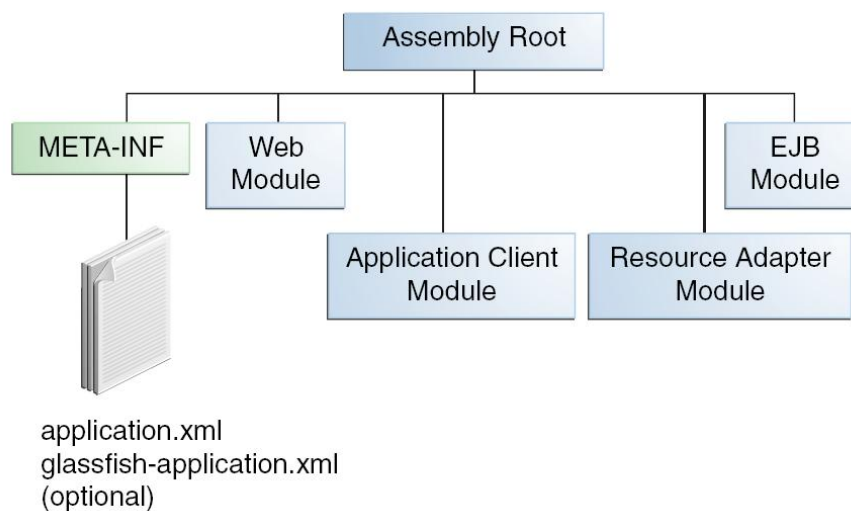 Assembly Root
META-INF
Web
Module
EJB
Module
Application Client
Module
Resource Adapter
Module
application.xml
glassfish-application.xml
(optional)